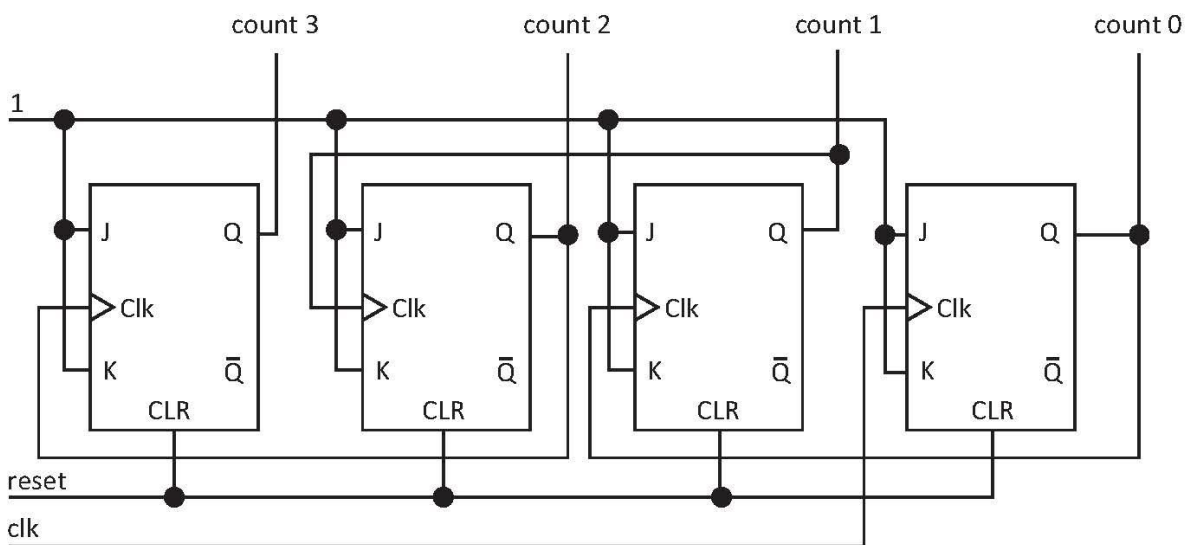 count 3 count 2 count 1 count 0
1
J Q J Q J Q J Q
Clk Clk Clk Clk
K Q̅ K Q̅ K Q̅ K Q̅
CLR CLR CLR CLR
reset
clk